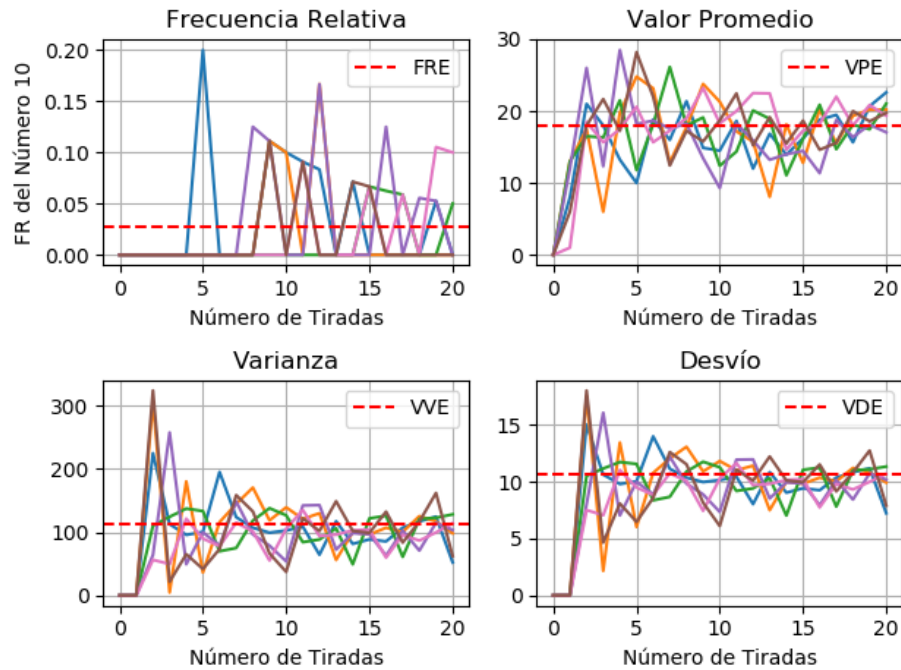 Frecuencia Relativa
FR del Número 10
0.20
0.15
0.10
0.05
0.00
FRE
0 5 10 15 20
Número de Tiradas
Valor Promedio
30
20
10
0
VPE
0 5 10 15 20
Número de Tiradas
Varianza
300
200
100
0
VVE
0 5 10 15 20
Número de Tiradas
Desvío
15
10
5
0
VDE
0 5 10 15 20
Número de Tiradas